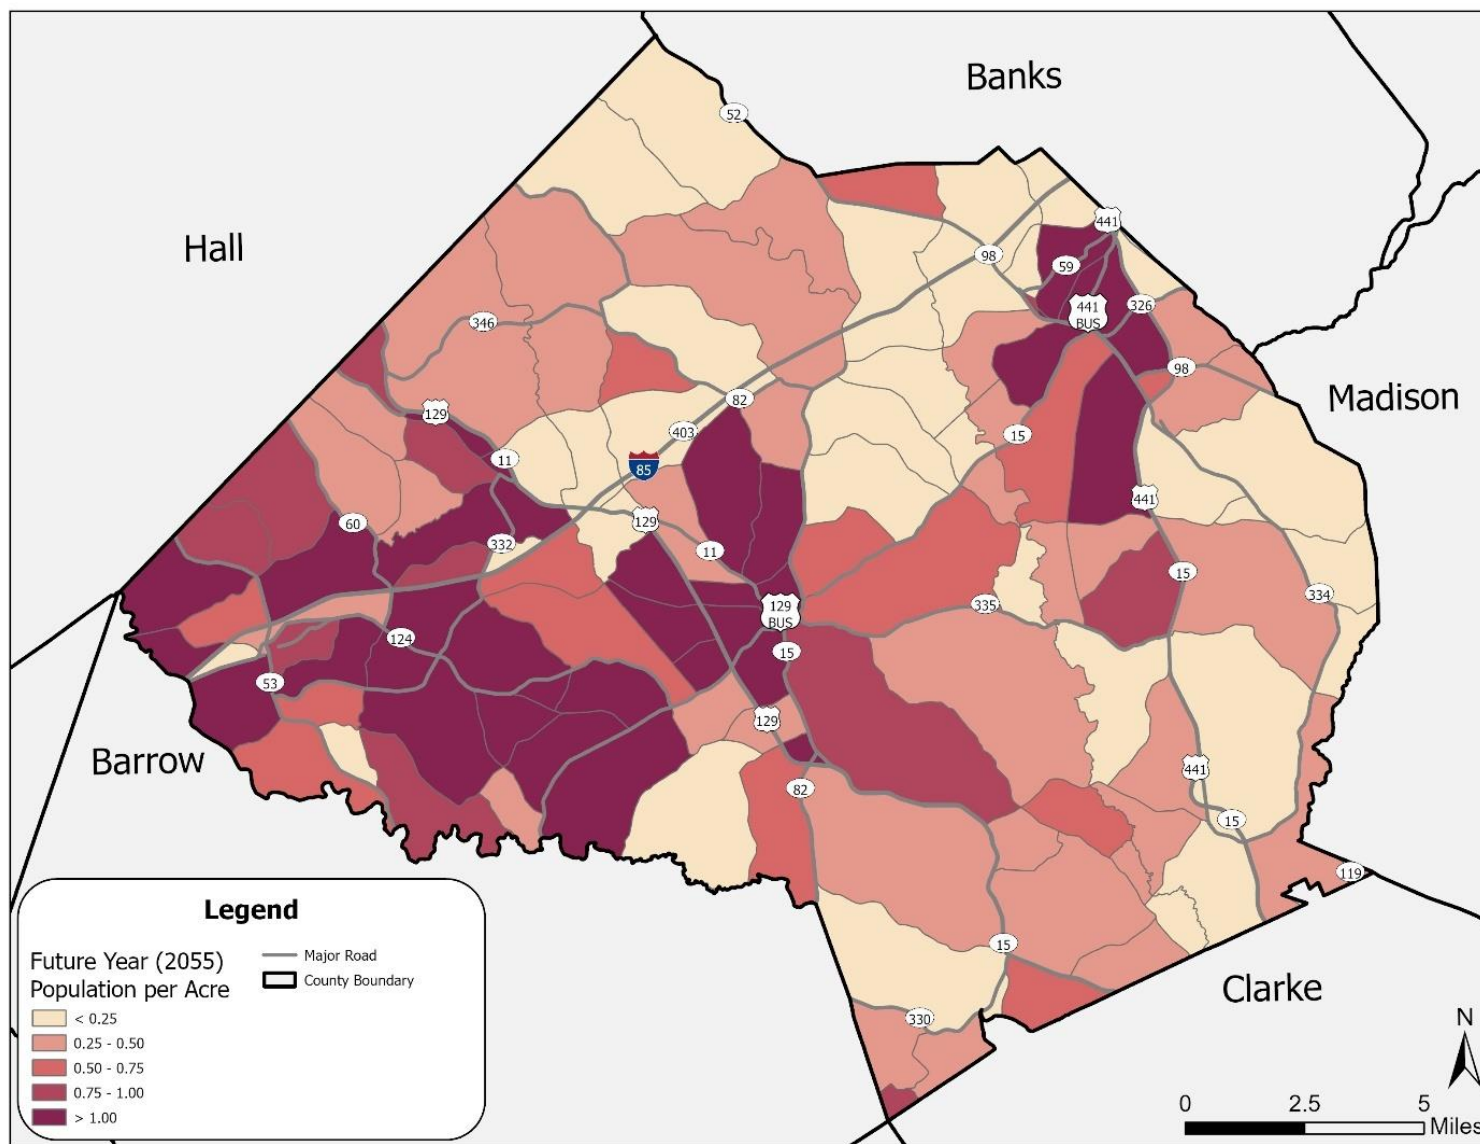 Banks
52
Hall
441
98
59
441
BUS
326
346
98
82
129
Madison
403
15
11
85
441
129
60
332
11
15
129
BUS
335
334
124
15
53
129
Barrow
441
82
15
119
15
Clarke
330
Legend
Future Year (2055)
Population per Acre
< 0.25
0.25 - 0.50
0.50 - 0.75
0.75 - 1.00
> 1.00
Major Road
County Boundary
N
0 2.5 5
Miles